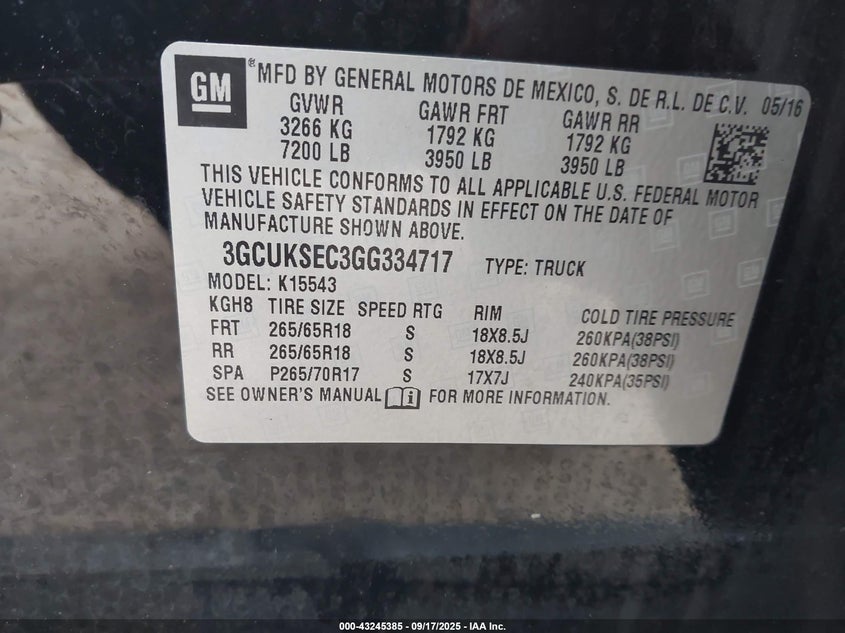 GM ® MFD BY GENERAL MOTORS DE MEXICO, S. DE R.L. DE C.V. 05/16
GVWR GAWR FRT GAWR RR
3266 KG 1792 KG 1792 KG
7200 LB 3950 LB 3950 LB
THIS VEHICLE CONFORMS TO ALL APPLICABLE U.S. FEDERAL MOTOR
VEHICLE SAFETY STANDARDS IN EFFECT ON THE DATE OF
MANUFACTURE SHOWN ABOVE.
3GCUKSEC3GG334717 TYPE: TRUCK
MODEL: K15543
KGH8 TIRE SIZE SPEED RTG RIM COLD TIRE PRESSURE
FRT 265/65R18 S 18X8.5J 260KPA(38PSI)
RR 265/65R18 S 18X8.5J 260KPA(38PSI)
SPA P265/70R17 S 17X7J 240KPA(35PSI)
SEE OWNER'S MANUAL i FOR MORE INFORMATION.
000-43245385 - 09/17/2025 - IAA Inc.